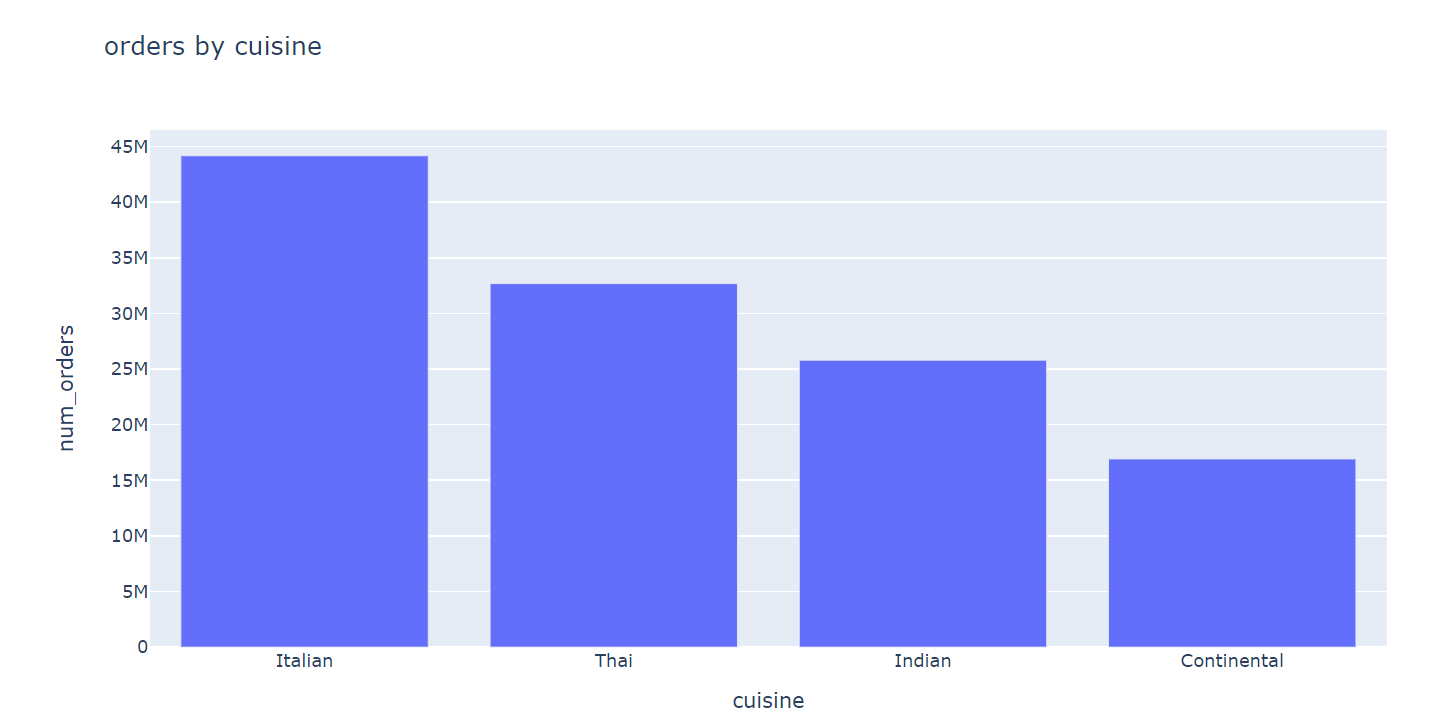 orders by cuisine
45M
40M
35M
30M
25M
20M
15M
10M
5M
0
num_orders
Italian
Thai
Indian
Continental
cuisine